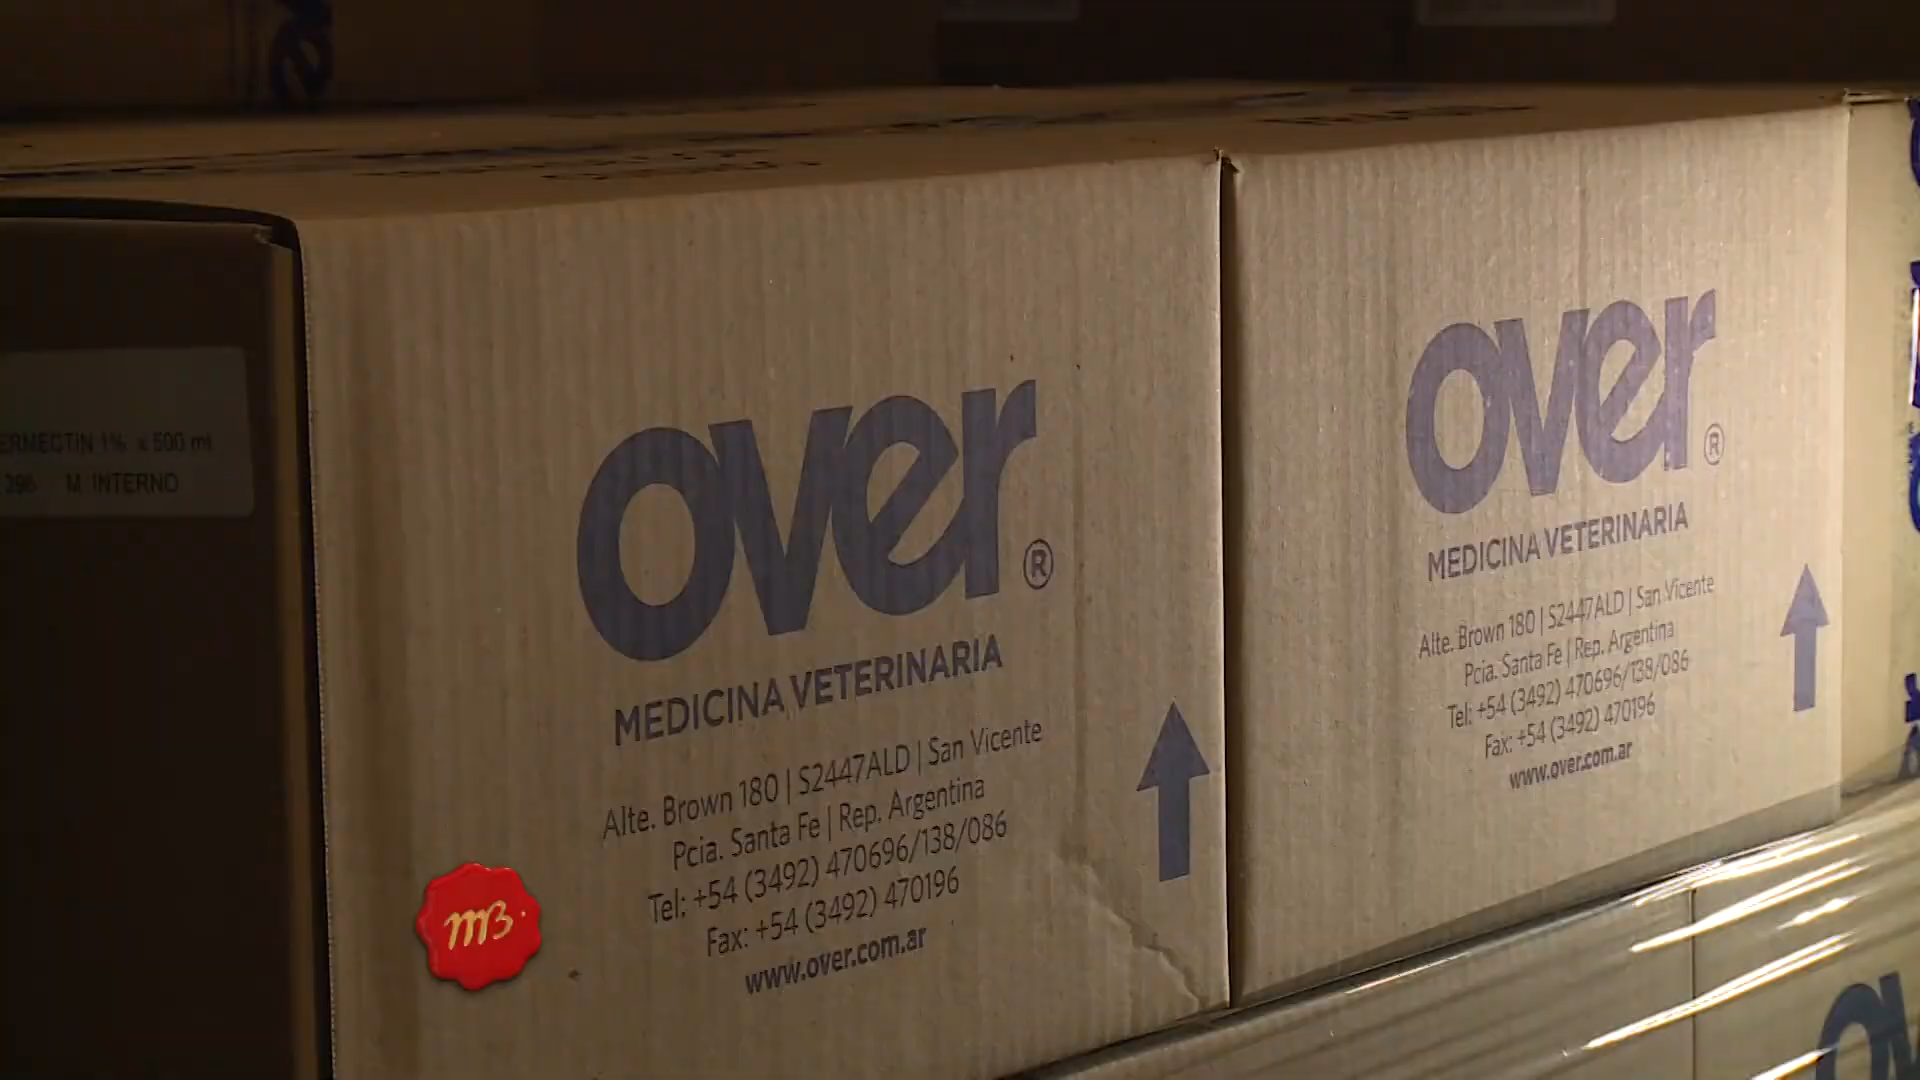 ERMECTIN 1% x 500 ml
396 M. INTERNO
over®
MEDICINA VETERINARIA
Alte. Brown 180 | S2447ALD | San Vicente
Pcia. Santa Fe | Rep. Argentina
Tel: +54 (3492) 470696/138/086
Fax: +54 (3492) 470196
www.over.com.ar
m3.
over®
MEDICINA VETERINARIA
Alte. Brown 180 | S2447ALD | San Vicente
Pcia. Santa Fe | Rep. Argentina
Tel: +54 (3492) 470696/138/086
Fax: +54 (3492) 470196
www.over.com.ar